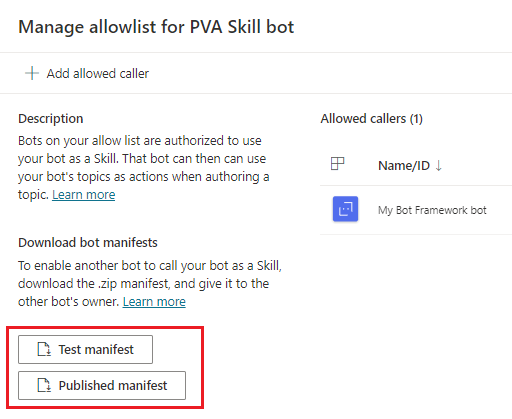 Manage allowlist for PVA Skill bot
Add allowed caller
Description
Bots on your allow list are authorized to use
your bot as a Skill. That bot can then can use
your bot's topics as actions when authoring a
topic. Learn more
Download bot manifests
To enable another bot to call your bot as a Skill,
download the .zip manifest, and give it to the
other bot's owner. Learn more
Test manifest
Published manifest
Allowed callers (1)
Name/ID ↓
My Bot Framework bot